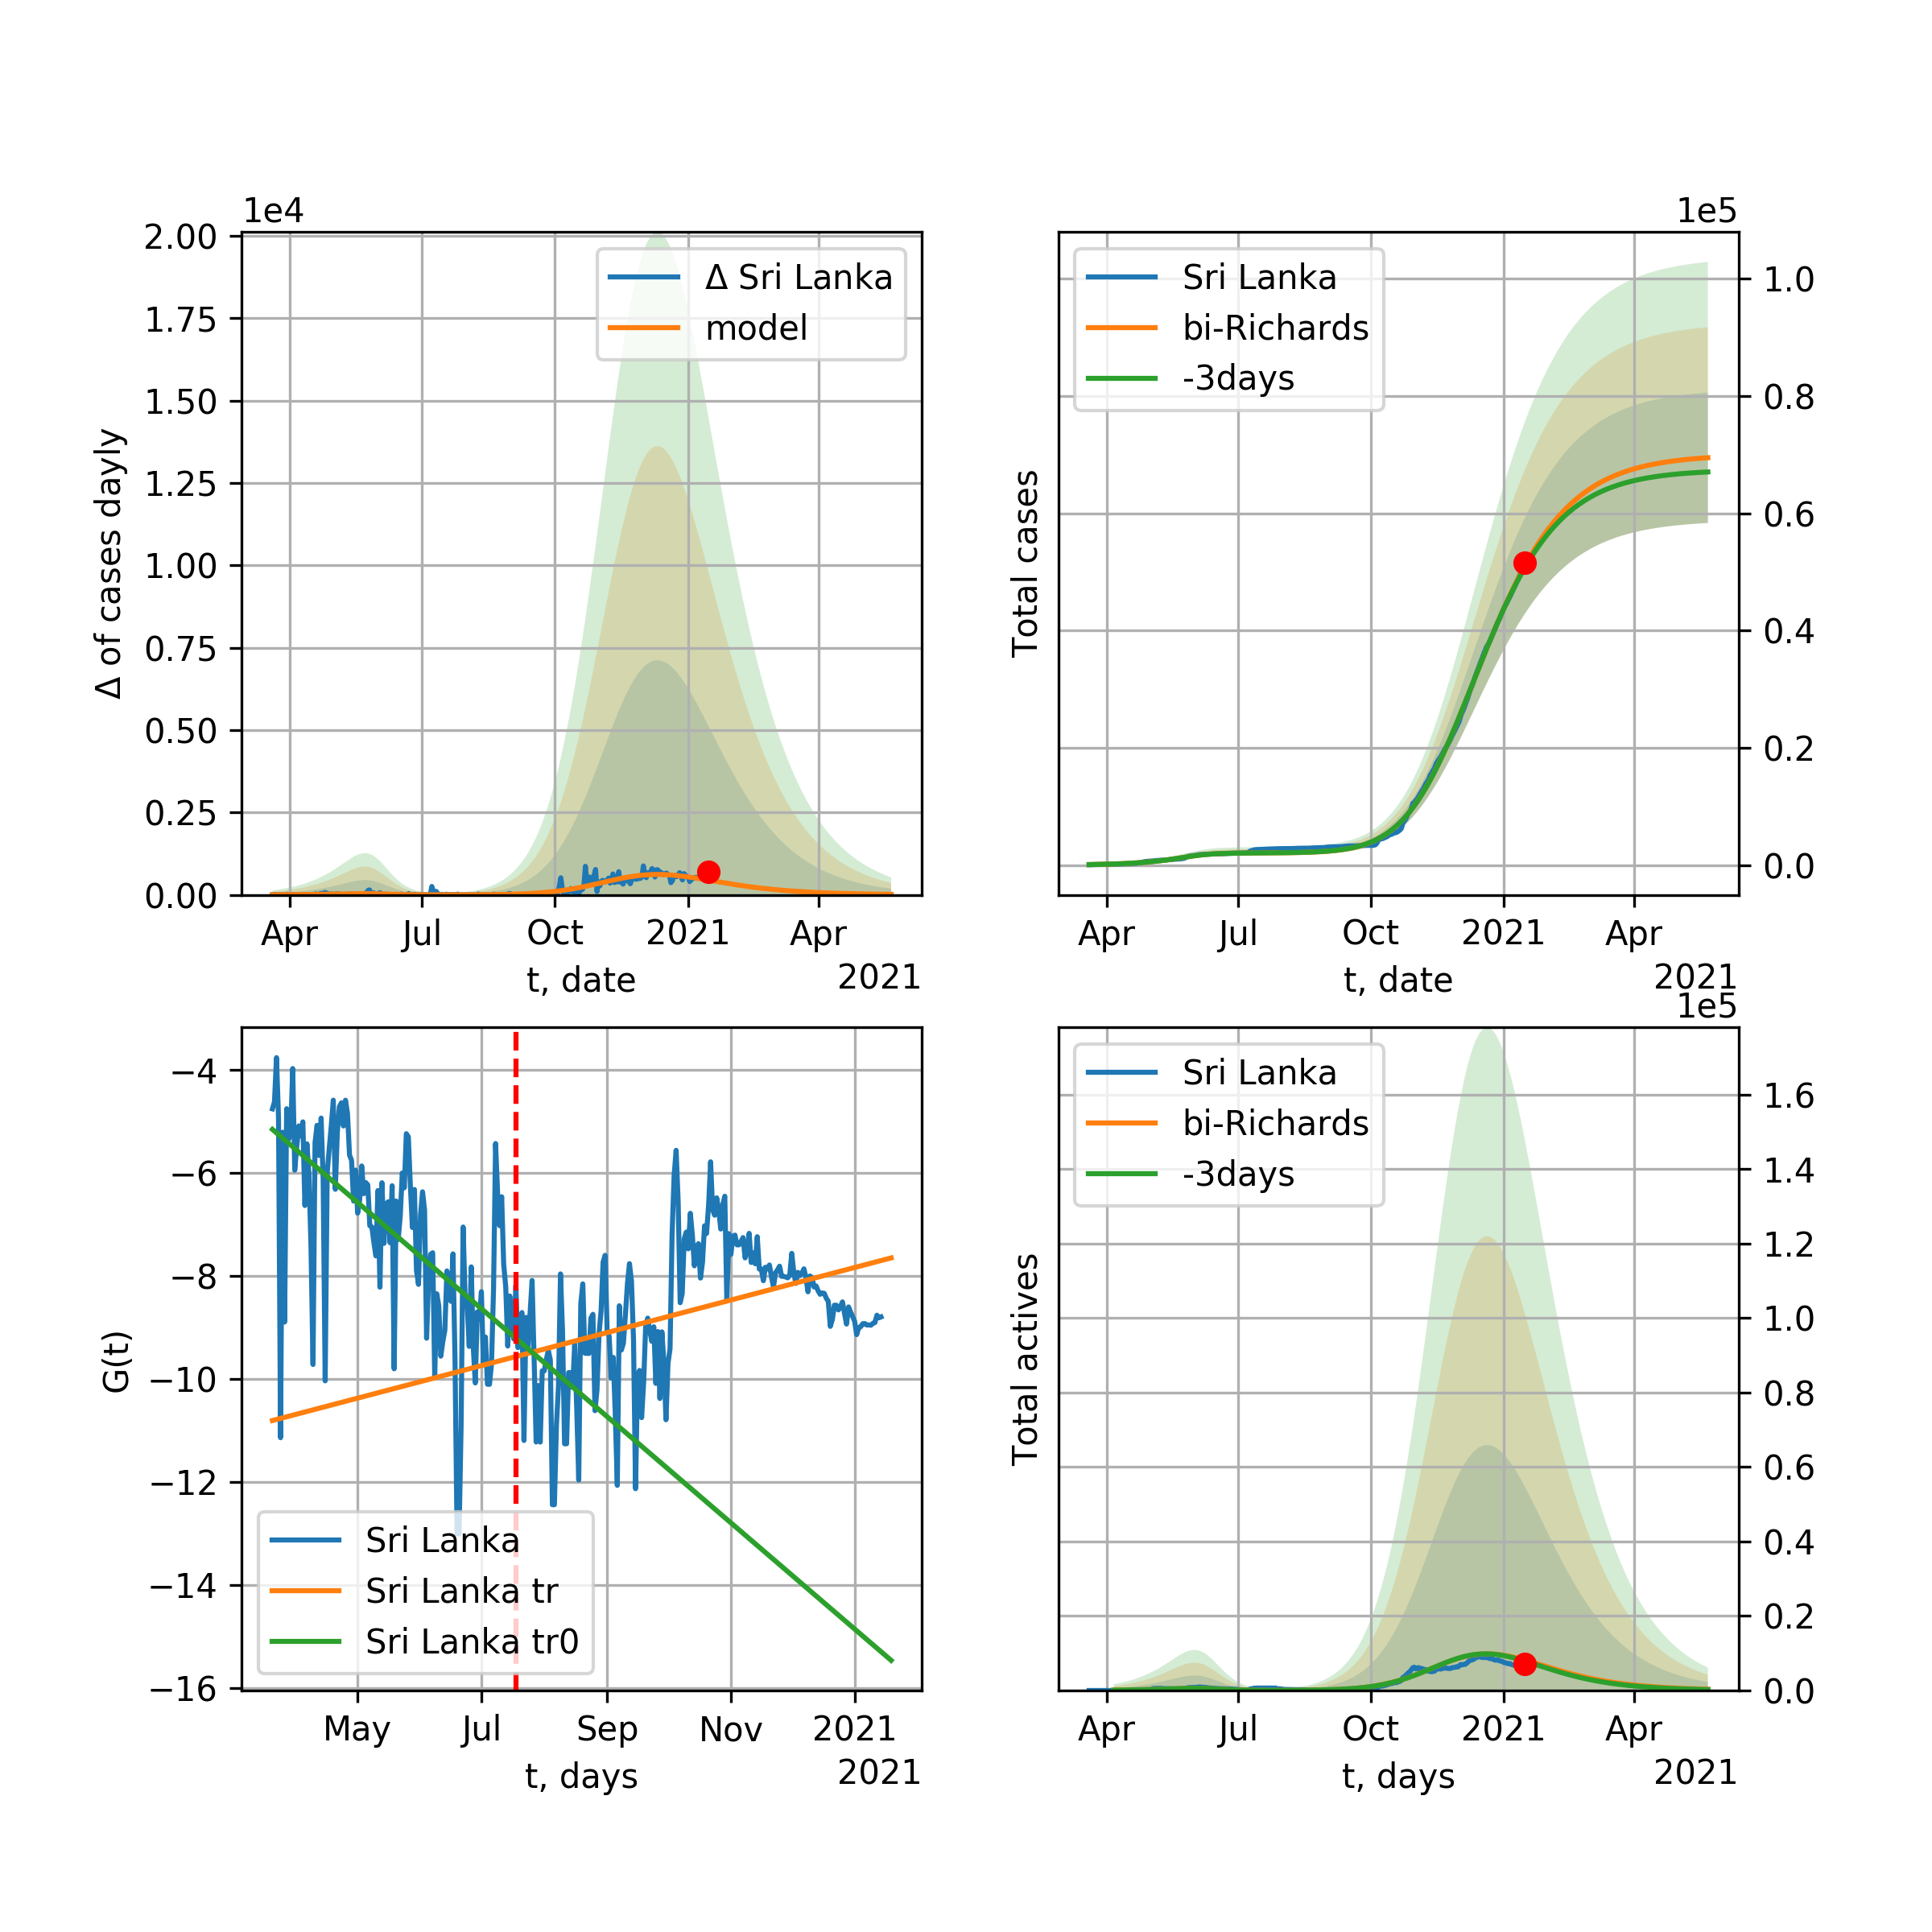 1e4
2.00
1.75
1.50
1.25
1.00
0.75
0.50
0.25
0.00
Δ of cases dayly
Δ Sri Lanka
model
Apr Jul Oct 2021 Apr
t, date
2021
1e5
Sri Lanka
bi-Richards
-3days
Total cases
1.0
0.8
0.6
0.4
0.2
0.0
Apr Jul Oct 2021 Apr
t, date
2021
−4
−6
−8
−10
−12
−14
−16
G(t)
Sri Lanka
Sri Lanka tr
Sri Lanka tr0
May Jul Sep Nov 2021
t, days
2021
1e5
Sri Lanka
bi-Richards
-3days
Total actives
1.6
1.4
1.2
1.0
0.8
0.6
0.4
0.2
0.0
Apr Jul Oct 2021 Apr
t, days
2021